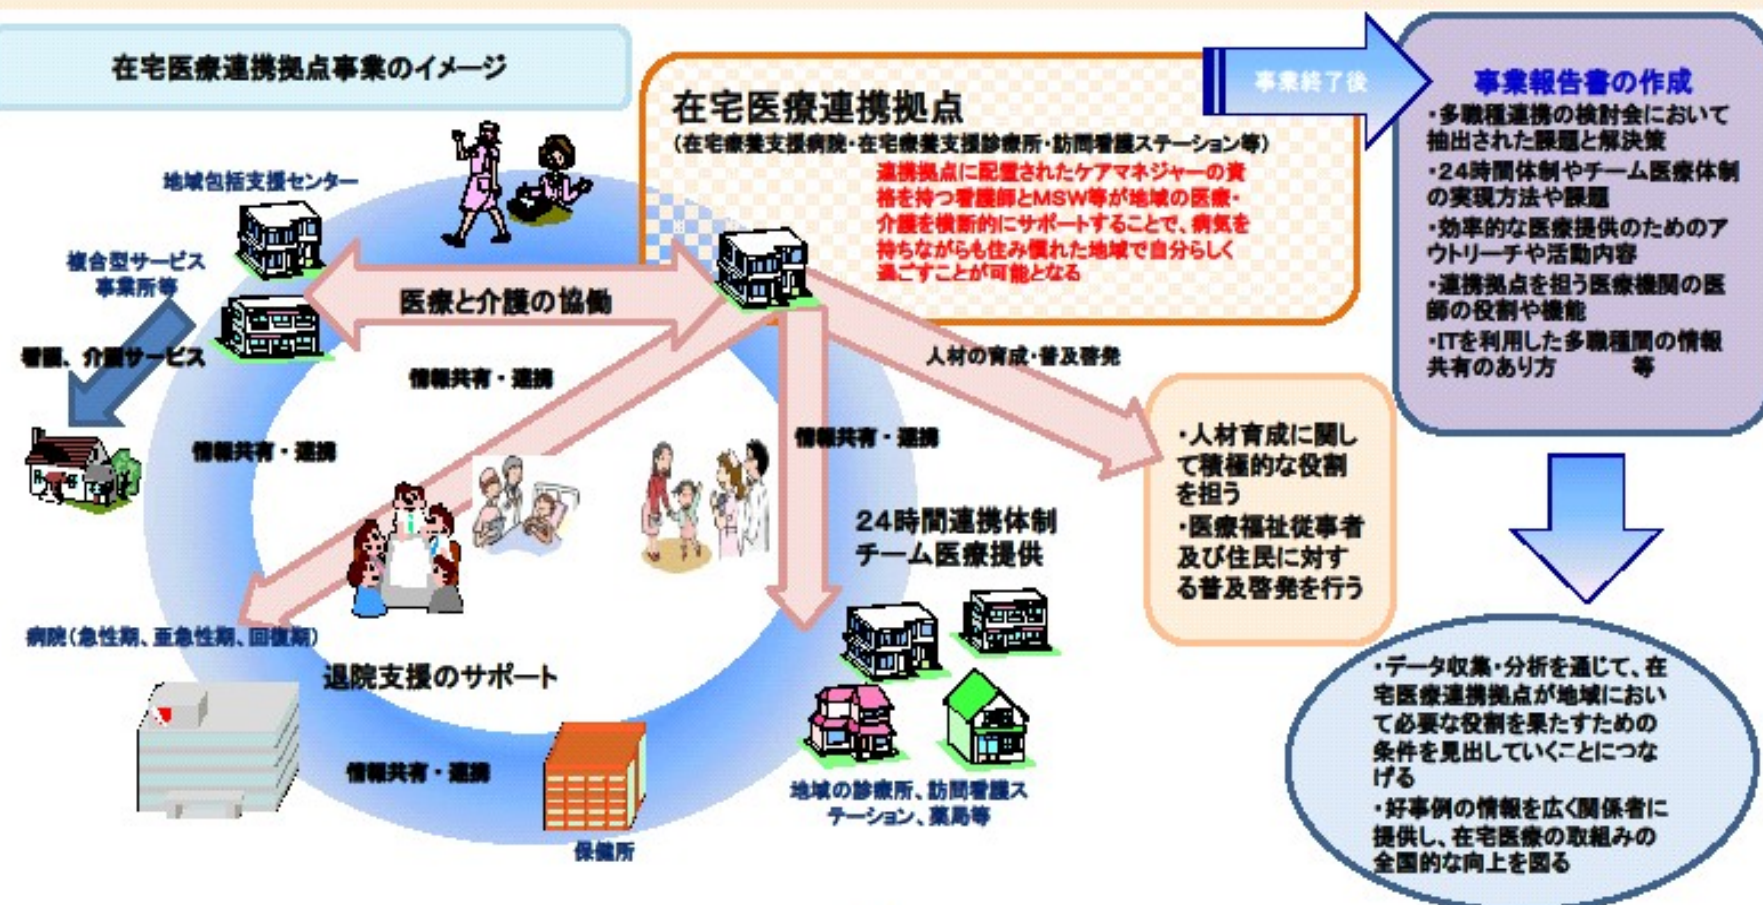 在宅医療連携拠点事業のイメージ
在宅医療連携拠点
(在宅療養支援病院・在宅療養支援診療所・訪問看護ステーション等)
連携拠点に配置されたケアマネジャーの資
格を持つ看護師とMSW等が地域の医療・
介護を横断的にサポートすることで、病気を
持ちながらも住み慣れた地域で自分らしく
過ごすことが可能となる
事業終了後
事業報告書の作成
・多職種連携の検討会において
抽出された課題と解決策
・24時間体制やチーム医療体制
の実現方法や課題
・効率的な医療提供のためのア
ウトリーチや活動内容
・連携拠点を担う医療機関の医
師の役割や機能
・ITを利用した多職種間の情報
共有のあり方 等
地域包括支援センター
複合型サービス
事業所等
医療と介護の協働
看護、介護サービス
情報共有・連携
人材の育成・普及啓発
情報共有・連携
情報共有・連携
・人材育成に関し
て積極的な役割
を担う
・医療福祉従事者
及び住民に対す
る普及啓発を行う
24時間連携体制
チーム医療提供
病院(急性期、亜急性期、回復期)
退院支援のサポート
情報共有・連携
地域の診療所、訪問看護ス
テーション、薬局等
保健所
・データ収集・分析を通じて、在
宅医療連携拠点が地域におい
て必要な役割を果たすための
条件を見出していくことにつな
げる
・好事例の情報を広く関係者に
提供し、在宅医療の取組みの
全国的な向上を図る